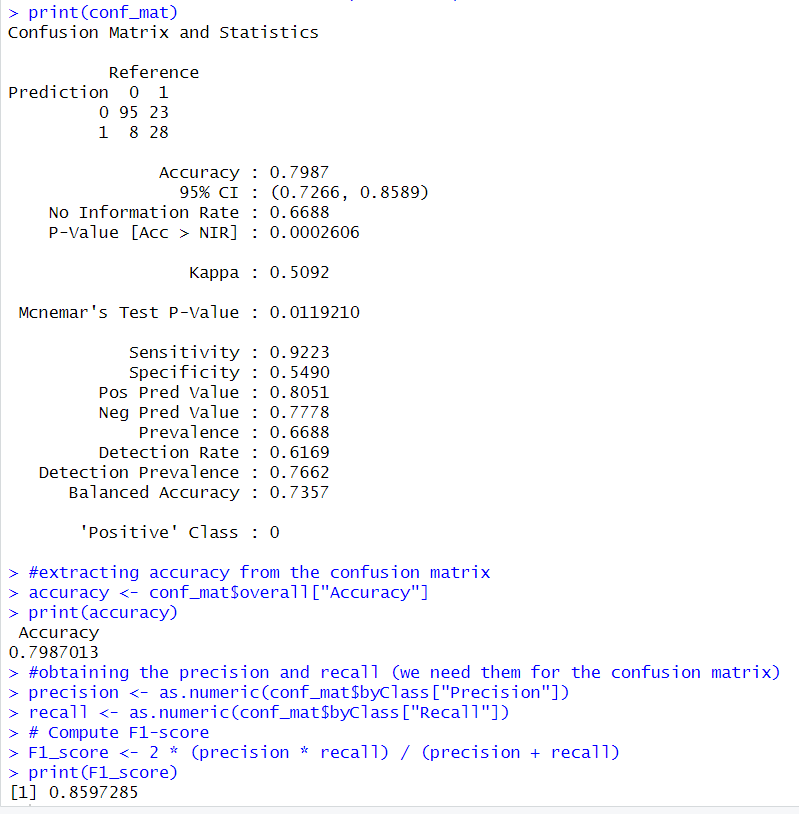 > print(conf_mat)
Confusion Matrix and Statistics
Reference
Prediction 0 1
0 95 23
1 8 28
Accuracy : 0.7987
95% CI : (0.7266, 0.8589)
No Information Rate : 0.6688
P-Value [Acc > NIR] : 0.0002606
Kappa : 0.5092
Mcnemar's Test P-Value : 0.0119210
Sensitivity : 0.9223
Specificity : 0.5490
Pos Pred Value : 0.8051
Neg Pred Value : 0.7778
Prevalence : 0.6688
Detection Rate : 0.6169
Detection Prevalence : 0.7662
Balanced Accuracy : 0.7357
'Positive' Class : 0
> #extracting accuracy from the confusion matrix
> accuracy <- conf_mat$overall["Accuracy"]
> print(accuracy)
Accuracy
0.7987013
> #obtaining the precision and recall (we need them for the confusion matrix)
> precision <- as.numeric(conf_mat$byClass["Precision"])
> recall <- as.numeric(conf_mat$byClass["Recall"])
> # Compute F1-score
> F1_score <- 2 * (precision * recall) / (precision + recall)
> print(F1_score)
[1] 0.8597285